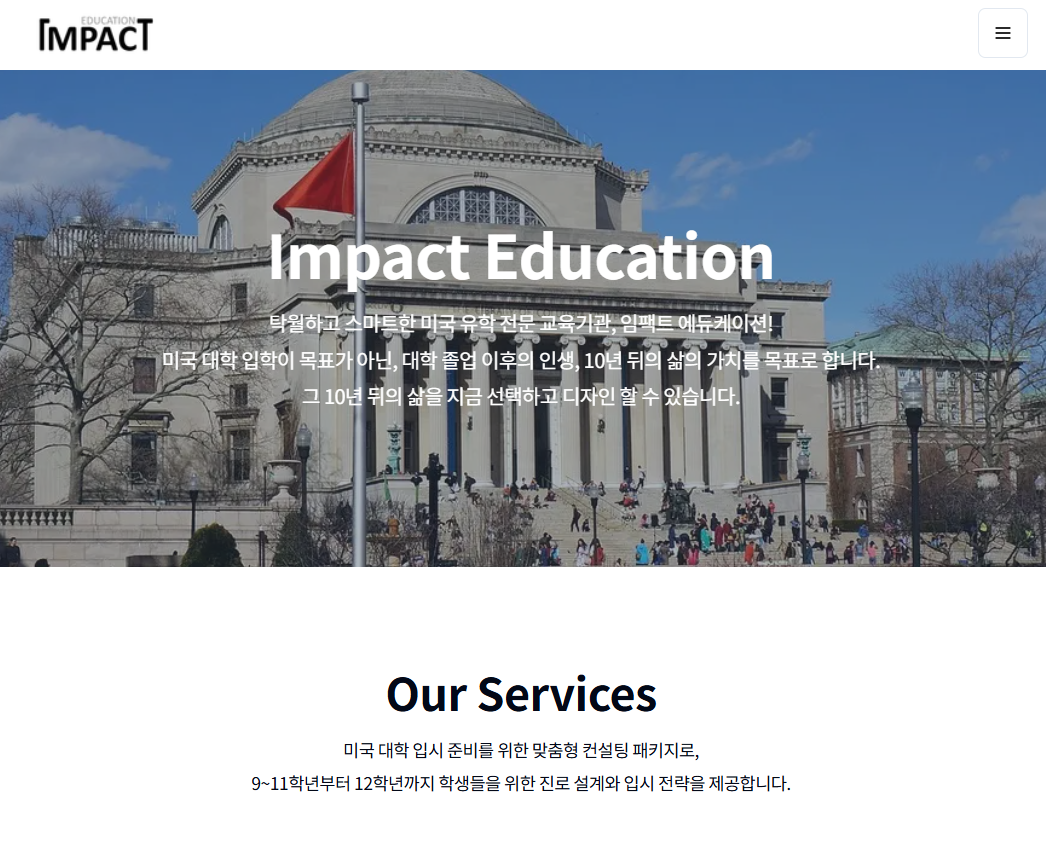 EDUCATION
IMPACT
Impact Education
탁월하고 스마트한 미국 유학 전문 교육기관, 임팩트 에듀케이션!
미국 대학 입학이 목표가 아닌, 대학 졸업 이후의 인생, 10년 뒤의 삶의 가치를 목표로 합니다.
그 10년 뒤의 삶을 지금 선택하고 디자인 할 수 있습니다.
Our Services
미국 대학 입시 준비를 위한 맞춤형 컨설팅 패키지로,
9~11학년부터 12학년까지 학생들을 위한 진로 설계와 입시 전략을 제공합니다.